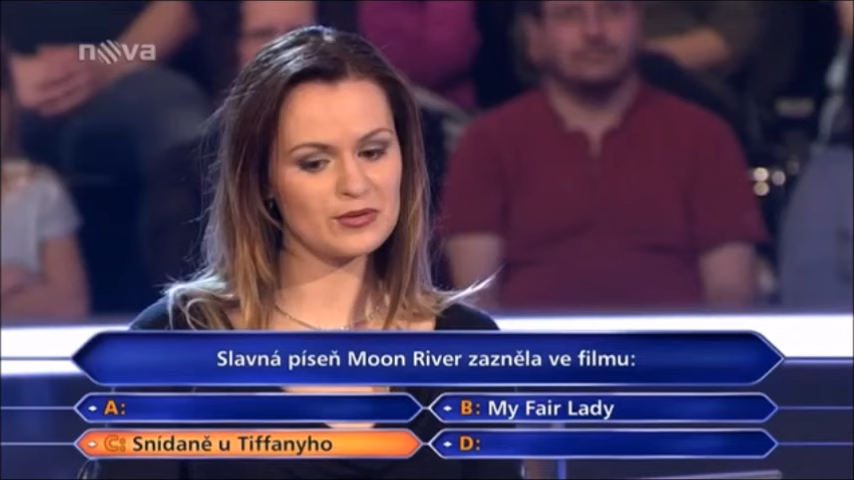 nova
Slavná píseň Moon River zazněla ve filmu:
A:
B: My Fair Lady
C: Snídaně u Tiffanyho
D: